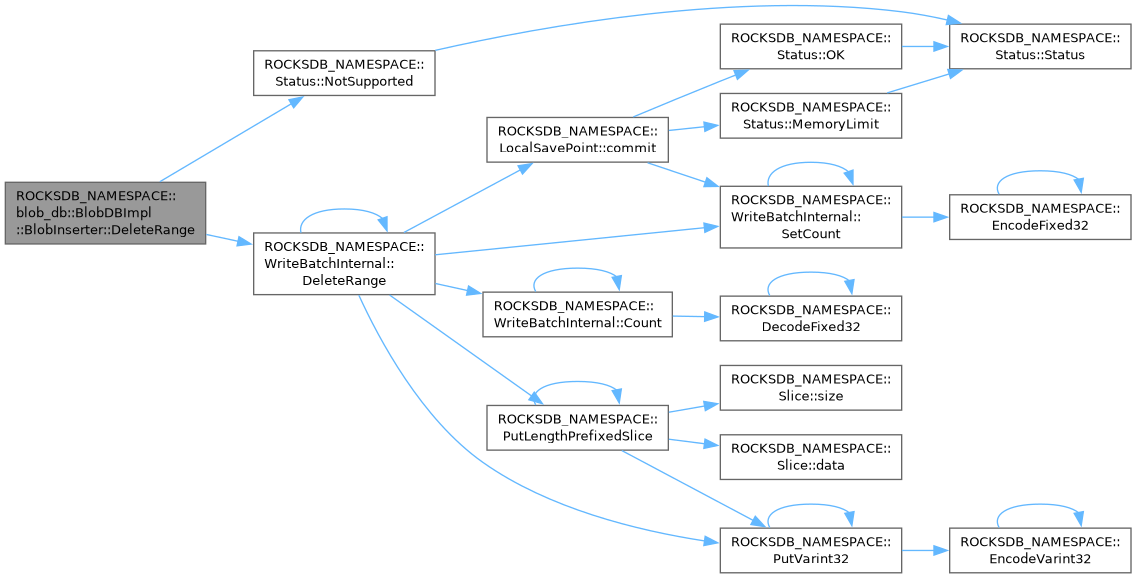 ROCKSDB_NAMESPACE::
blob_db::BlobDBImpl
::BlobInserter::DeleteRange
ROCKSDB_NAMESPACE::
Status::NotSupported
ROCKSDB_NAMESPACE::
WriteBatchInternal::
DeleteRange
ROCKSDB_NAMESPACE::
LocalSavePoint::commit
ROCKSDB_NAMESPACE::
WriteBatchInternal::Count
ROCKSDB_NAMESPACE::
PutLengthPrefixedSlice
ROCKSDB_NAMESPACE::
Status::OK
ROCKSDB_NAMESPACE::
Status::MemoryLimit
ROCKSDB_NAMESPACE::
WriteBatchInternal::
SetCount
ROCKSDB_NAMESPACE::
DecodeFixed32
ROCKSDB_NAMESPACE::
Slice::size
ROCKSDB_NAMESPACE::
Slice::data
ROCKSDB_NAMESPACE::
PutVarint32
ROCKSDB_NAMESPACE::
Status::Status
ROCKSDB_NAMESPACE::
EncodeFixed32
ROCKSDB_NAMESPACE::
EncodeVarint32